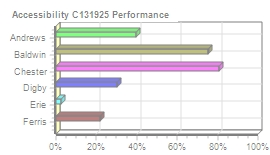 Accessibility C131925 Performance
Andrews
Baldwin
Chester
Digby
Erie
Ferris
0% 20% 40% 60% 80% 100%